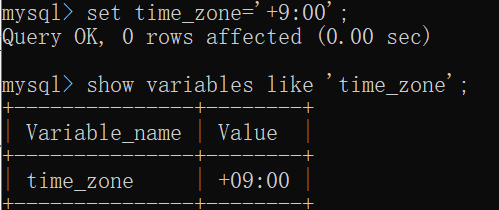 mysql> set time_zone='+9:00';
Query OK, 0 rows affected (0.00 sec)
mysql> show variables like 'time_zone';
+---------------+--------+
| Variable_name | Value  |
+---------------+--------+
| time_zone     | +09:00 |
+---------------+--------+